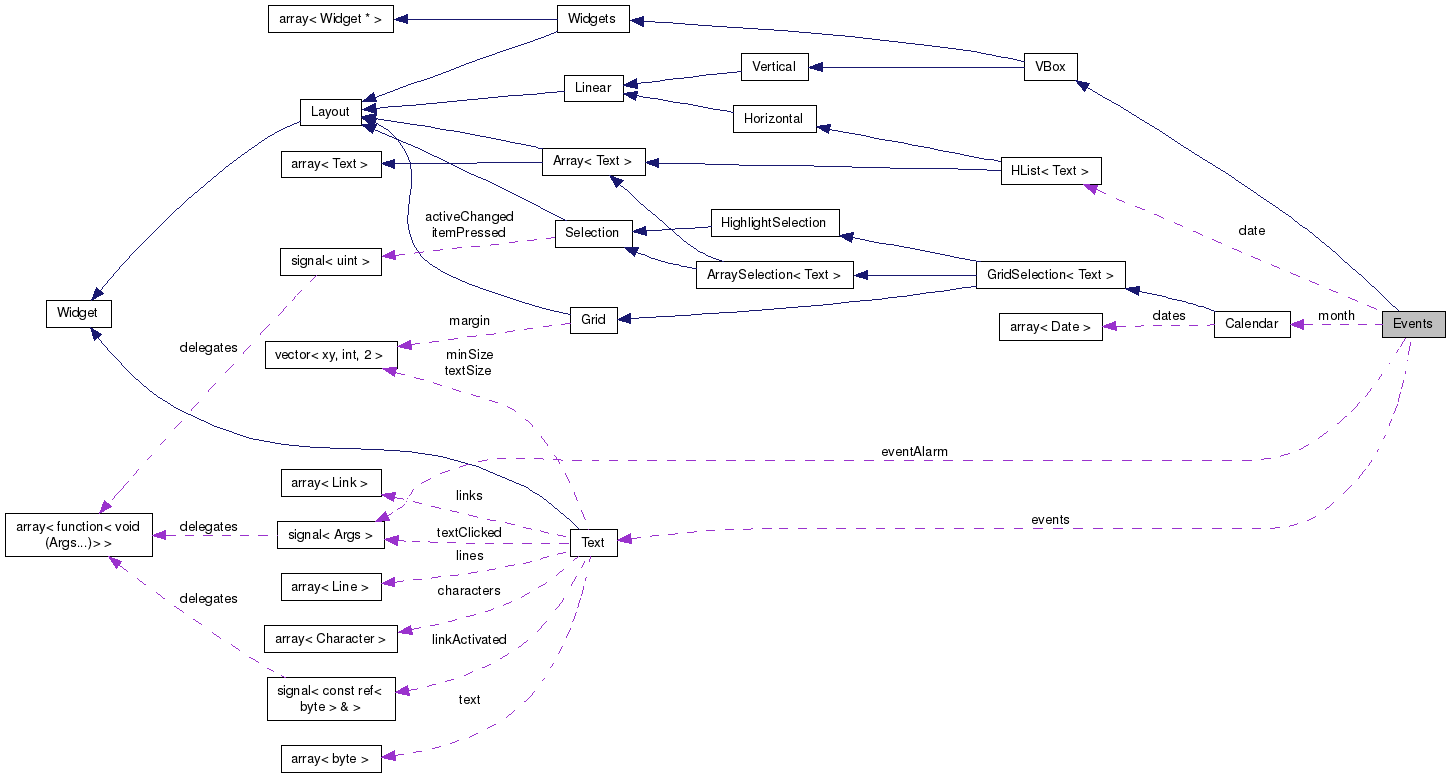 array< Widget * >
Widgets
Vertical
VBox
Linear
Layout
Horizontal
array< Text >
Array< Text >
HList< Text >
activeChanged
itemPressed
HighlightSelection
Selection
date
signal< uint >
ArraySelection< Text >
GridSelection< Text >
Widget
margin
Grid
dates
month
array< Date >
Calendar
Events
delegates
vector< xy, int, 2 >
minSize
textSize
eventAlarm
array< Link >
links
array< function< void
(Args...)> >
delegates
signal< Args >
textClicked
Text
events
lines
array< Line >
characters
delegates
array< Character >
linkActivated
signal< const ref<
byte > & >
text
array< byte >